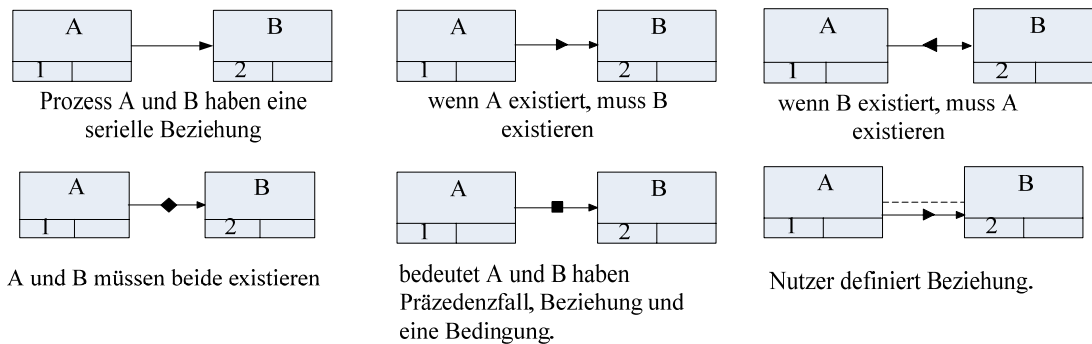 A
B
1
2
Prozess A und B haben eine
serielle Beziehung
A
B
1
2
wenn A existiert, muss B
existieren
A
B
1
2
wenn B existiert, muss A
existieren
A
B
1
2
A und B müssen beide existieren
A
B
1
2
bedeutet A und B haben
Präzedenzfall, Beziehung und
eine Bedingung.
A
B
1
2
Nutzer definiert Beziehung.